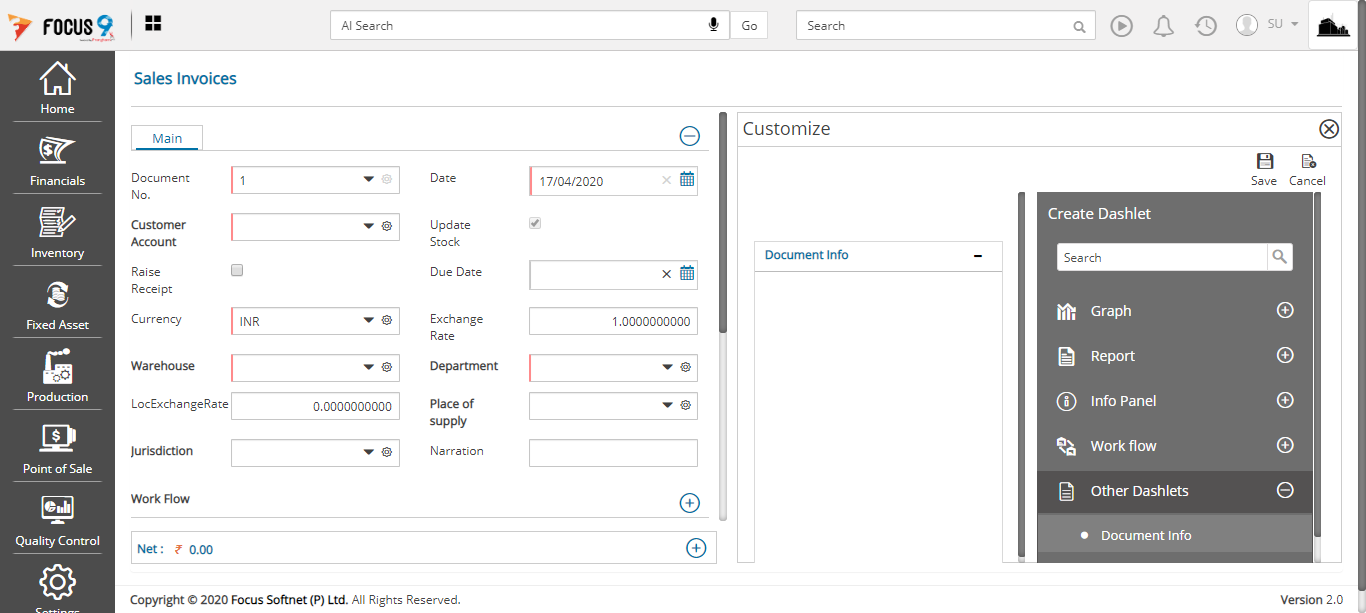 FOCUS 9
AI Search
Go
Search
SU
Home
Financials
Inventory
Fixed Asset
Production
Point of Sale
Quality Control
Settings
Sales Invoices
Main
Document No.
1
Date
17/04/2020
Customer Account
Update Stock
Raise Receipt
Due Date
Currency
INR
Exchange Rate
1.0000000000
Warehouse
Department
LocExchangeRate
0.0000000000
Place of supply
Jurisdiction
Narration
Work Flow
Net : ₹ 0.00
Customize
Save
Cancel
Document Info
Create Dashlet
Search
Graph
Report
Info Panel
Work flow
Other Dashlets
Document Info
Copyright © 2020 Focus Softnet (P) Ltd. All Rights Reserved.
Version 2.0